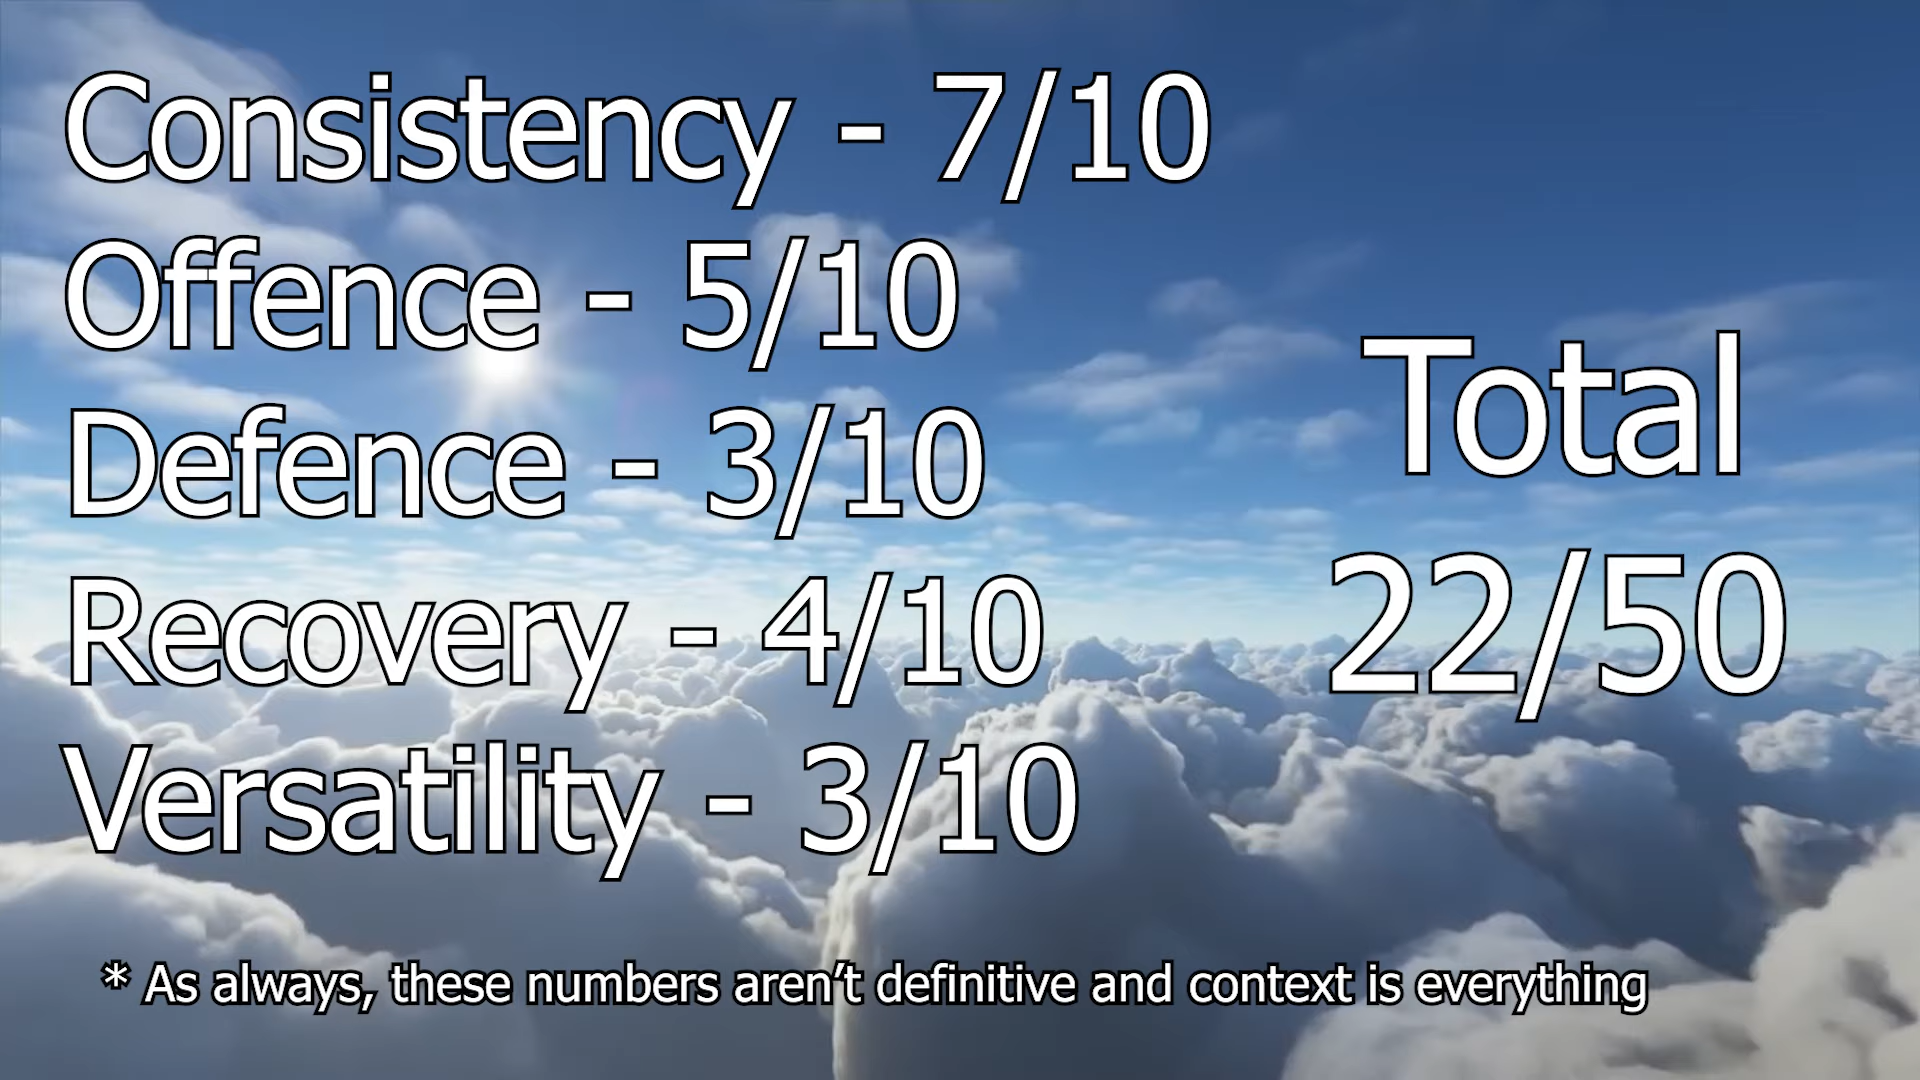 Consistency - 7/10
Offence - 5/10
Defence - 3/10
Recovery - 4/10
Versatility - 3/10
Total
22/50
* As always, these numbers aren’t definitive and context is everything